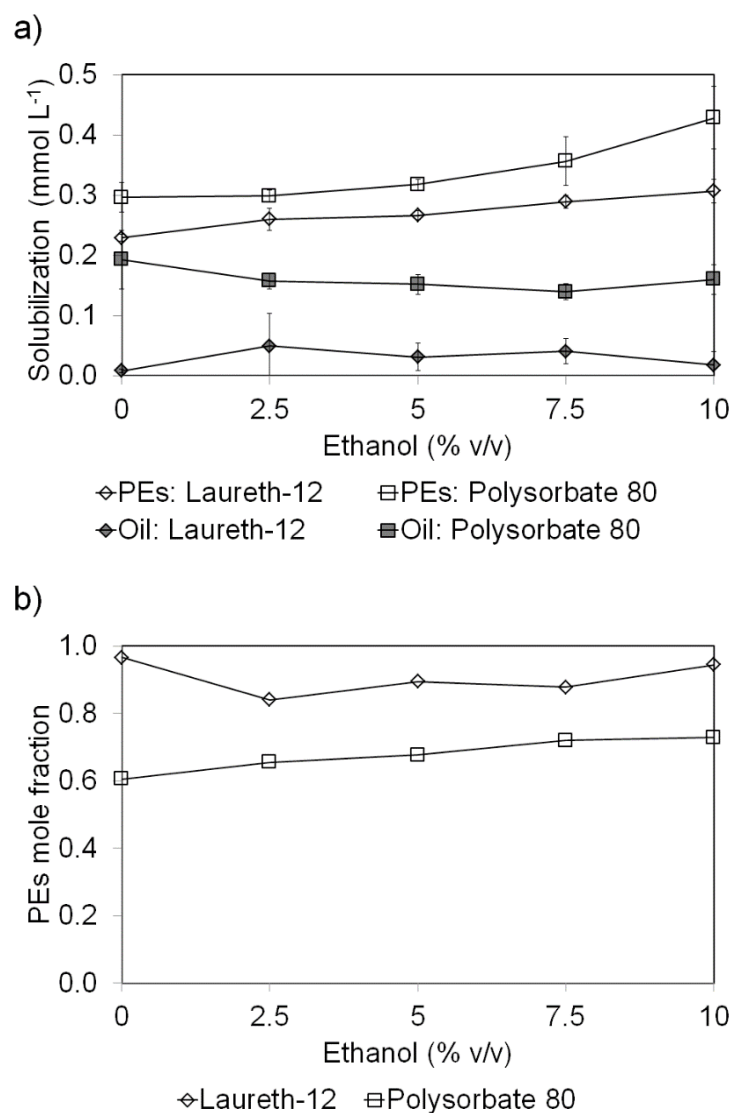 a)
Solubilization (mmol L-1)
0.5
0.4
0.3
0.2
0.1
0.0
0 2.5 5 7.5 10
Ethanol (% v/v)
PEs: Laureth-12 PEs: Polysorbate 80
Oil: Laureth-12 Oil: Polysorbate 80
b)
PEs mole fraction
1.0
0.8
0.6
0.4
0.2
0.0
0 2.5 5 7.5 10
Ethanol (% v/v)
Laureth-12 Polysorbate 80